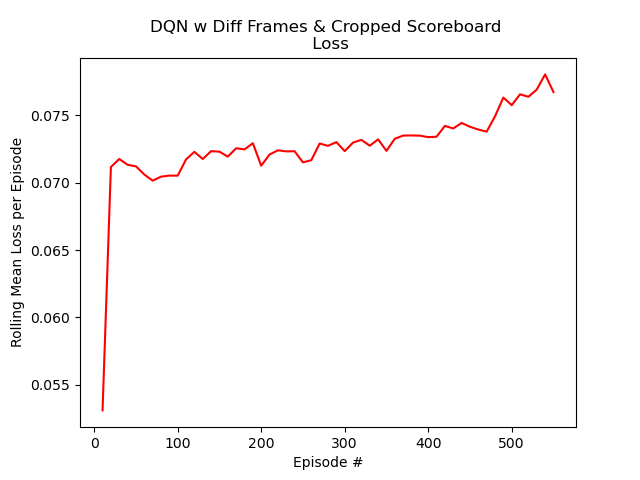 DQN w Diff Frames & Cropped Scoreboard
Loss
0.075
0.070
0.065
0.060
0.055
Rolling Mean Loss per Episode
0 100 200 300 400 500
Episode #